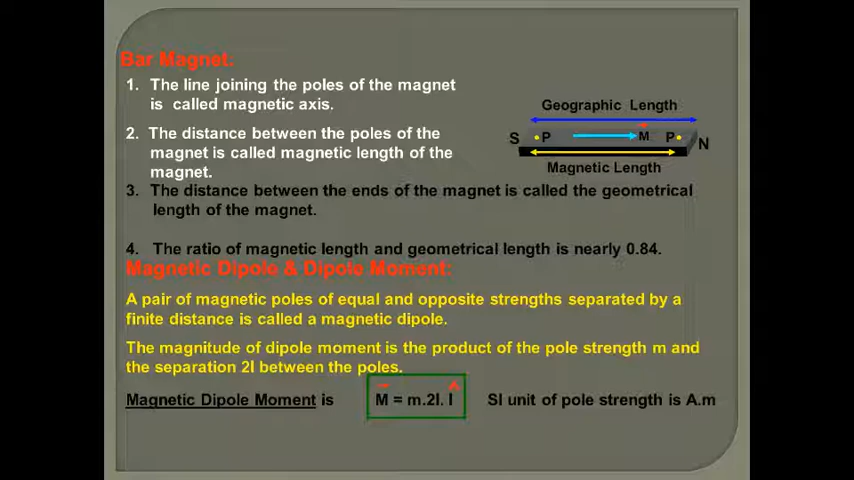 Bar Magnet:
1. The line joining the poles of the magnet
is called magnetic axis.
2. The distance between the poles of the
magnet is called magnetic length of the
magnet.
Geographic Length
S P M P N
Magnetic Length
3. The distance between the ends of the magnet is called the geometrical
length of the magnet.
4. The ratio of magnetic length and geometrical length is nearly 0.84.
Magnetic Dipole & Dipole Moment:
A pair of magnetic poles of equal and opposite strengths separated by a
finite distance is called a magnetic dipole.
The magnitude of dipole moment is the product of the pole strength m and
the separation 2l between the poles.
Magnetic Dipole Moment is M = m.2l. l SI unit of pole strength is A.m